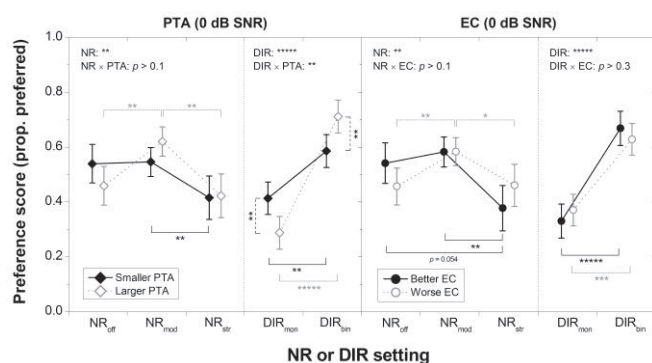 PTA (0 dB SNR) EC (0 dB SNR)
NR: ** DIR: ***** NR: ** DIR: *****
NR × PTA: p > 0.1 DIR × PTA: ** NR × EC: p > 0.1 DIR × EC: p > 0.3
** ** ** *
**
**
** ** ** *****
p = 0.054
***** ***
Smaller PTA
Larger PTA
Better EC
Worse EC
Preference score (prop. preferred)
1.0
0.8
0.6
0.4
0.2
0.0
NRoff NRmod NRstr DIRmon DIRbin NRoff NRmod NRstr DIRmon DIRbin
NR or DIR setting